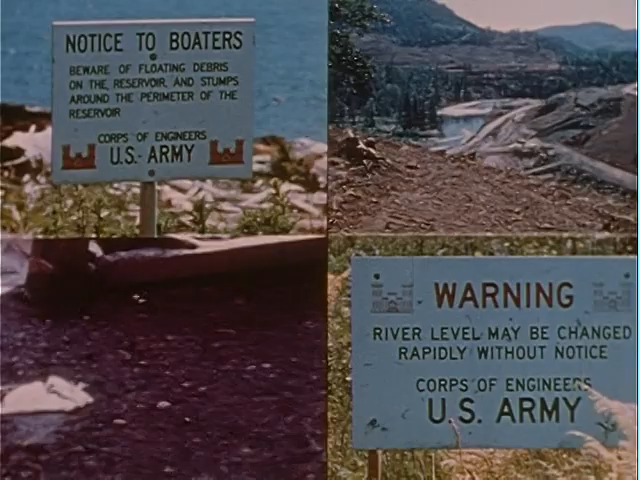 NOTICE TO BOATERS
BEWARE OF FLOATING DEBRIS
ON THE RESERVOIR, AND STUMPS
AROUND THE PERIMETER OF THE
RESERVOIR
CORPS OF ENGINEERS
U.S. ARMY
WARNING
RIVER LEVEL MAY BE CHANGED
RAPIDLY WITHOUT NOTICE
CORPS OF ENGINEERS
U.S. ARMY